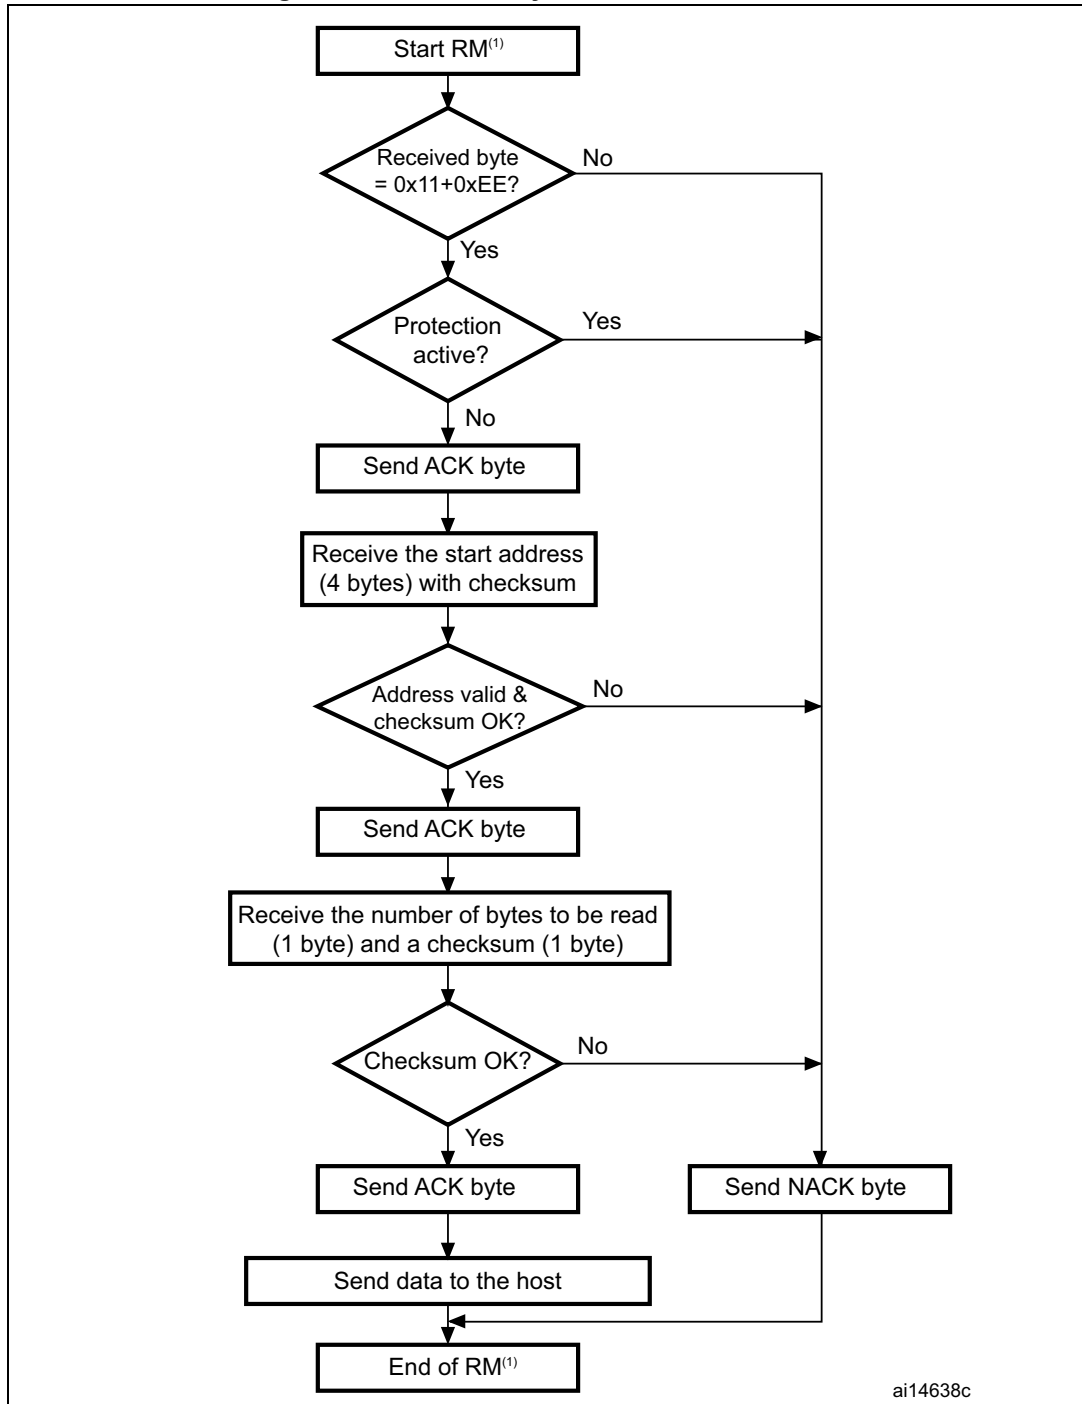 Start RM(1)
Received byte
= 0x11+0xEE?
No
Yes
Protection
active?
Yes
No
Send ACK byte
Receive the start address
(4 bytes) with checksum
Address valid &
checksum OK?
No
Yes
Send ACK byte
Receive the number of bytes to be read
(1 byte) and a checksum (1 byte)
Checksum OK?
No
Yes
Send ACK byte
Send NACK byte
Send data to the host
End of RM(1)
ai14638c